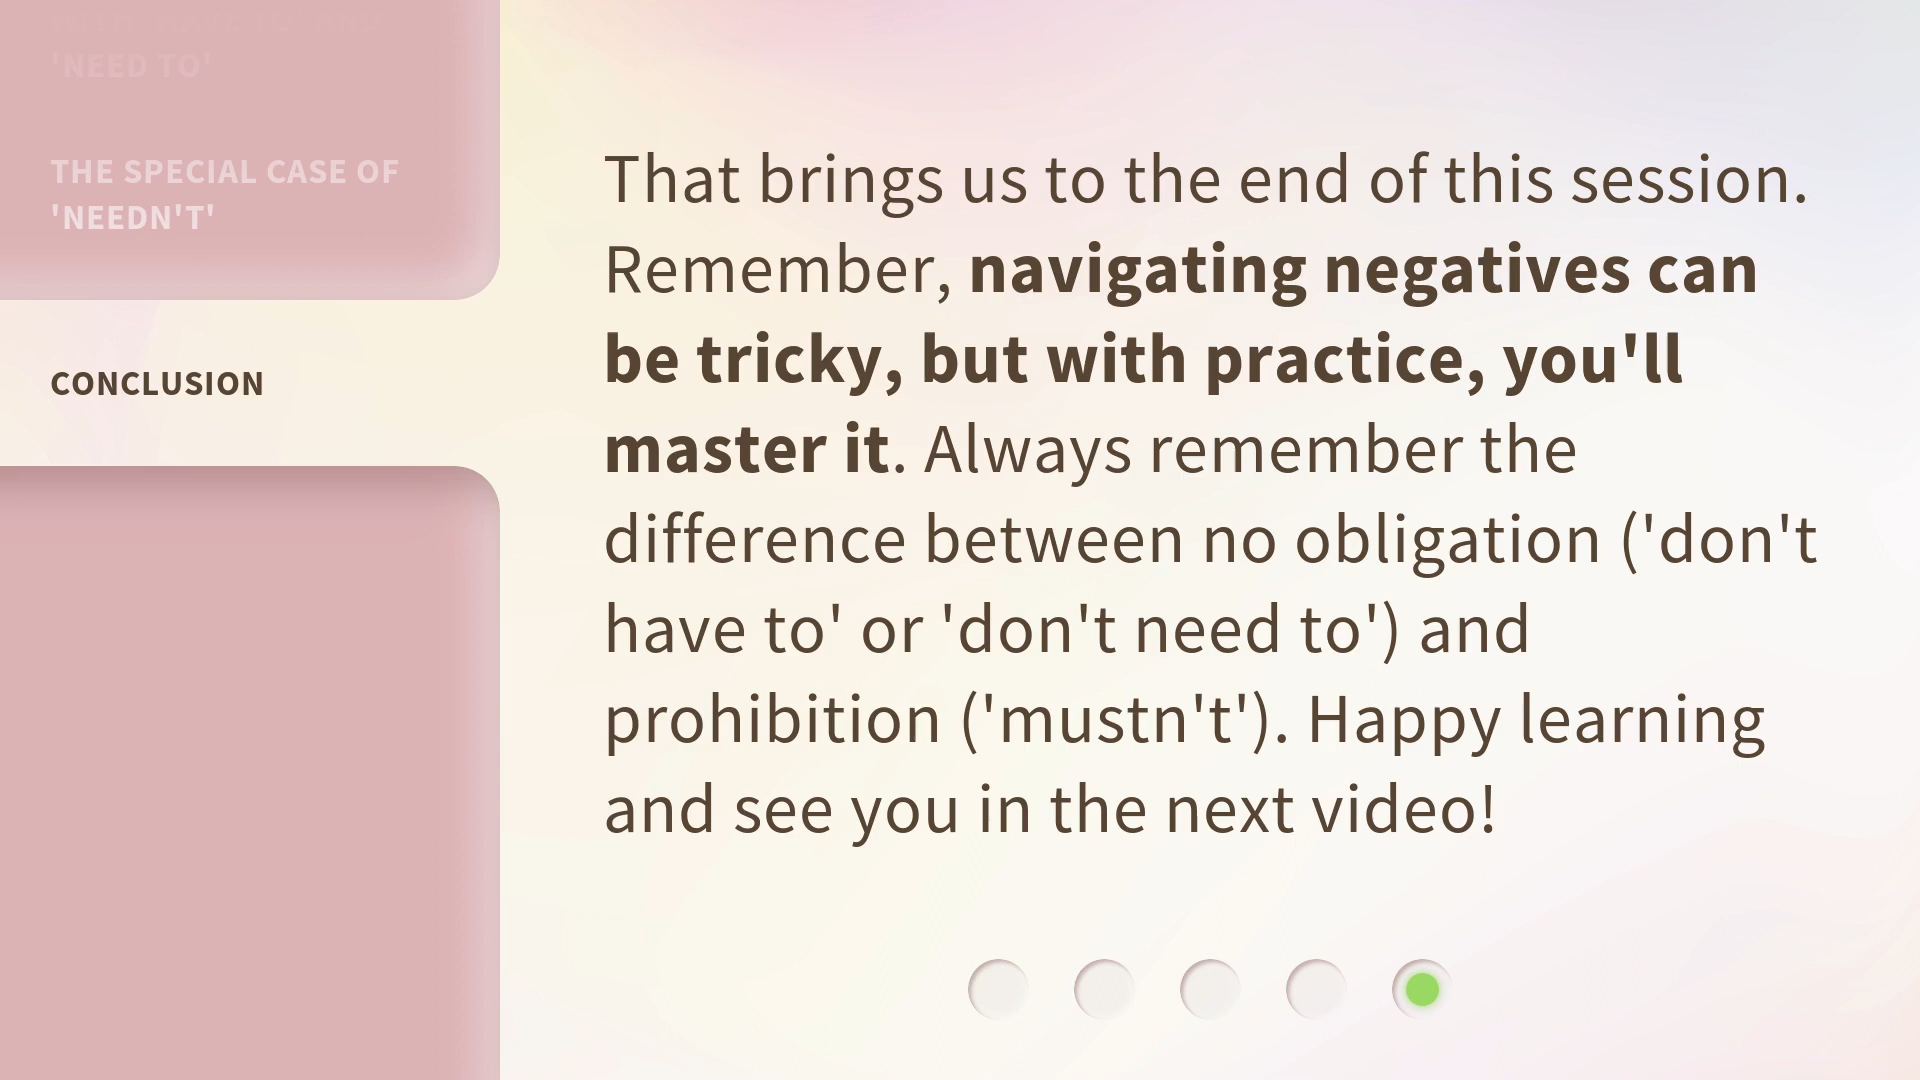 'NEED TO'
THE SPECIAL CASE OF
'NEEDN'T'
CONCLUSION
That brings us to the end of this session.
Remember, navigating negatives can
be tricky, but with practice, you'll
master it. Always remember the
difference between no obligation ('don't
have to' or 'don't need to') and
prohibition ('mustn't'). Happy learning
and see you in the next video!